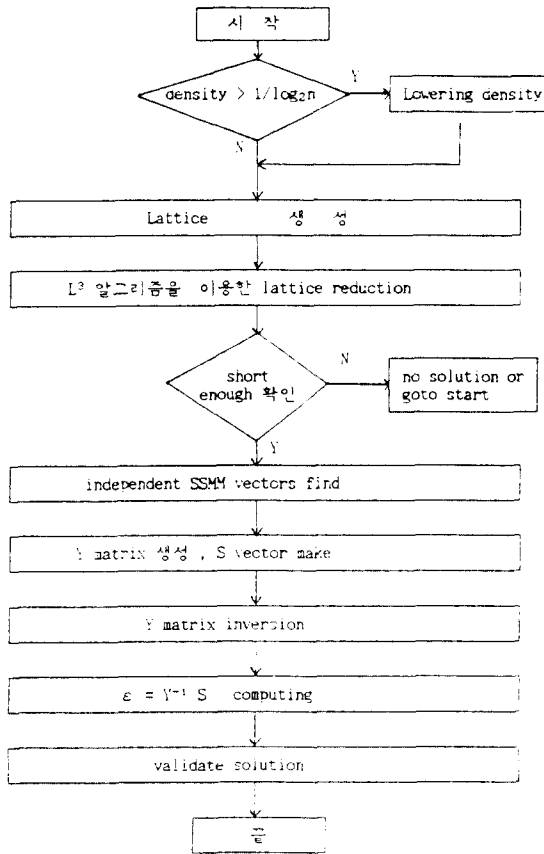 시 작
density > 1/log₂n
Y
Lowering density
N
Lattice 생 성
L³ 알고리즘을 이용한 lattice reduction
short
enough 확인
N
no solution or
goto start
Y
independent SSMM vectors find
Y matrix 생성 , S vector make
Y matrix inversion
ε = Y⁻¹ S computing
validate solution
끝